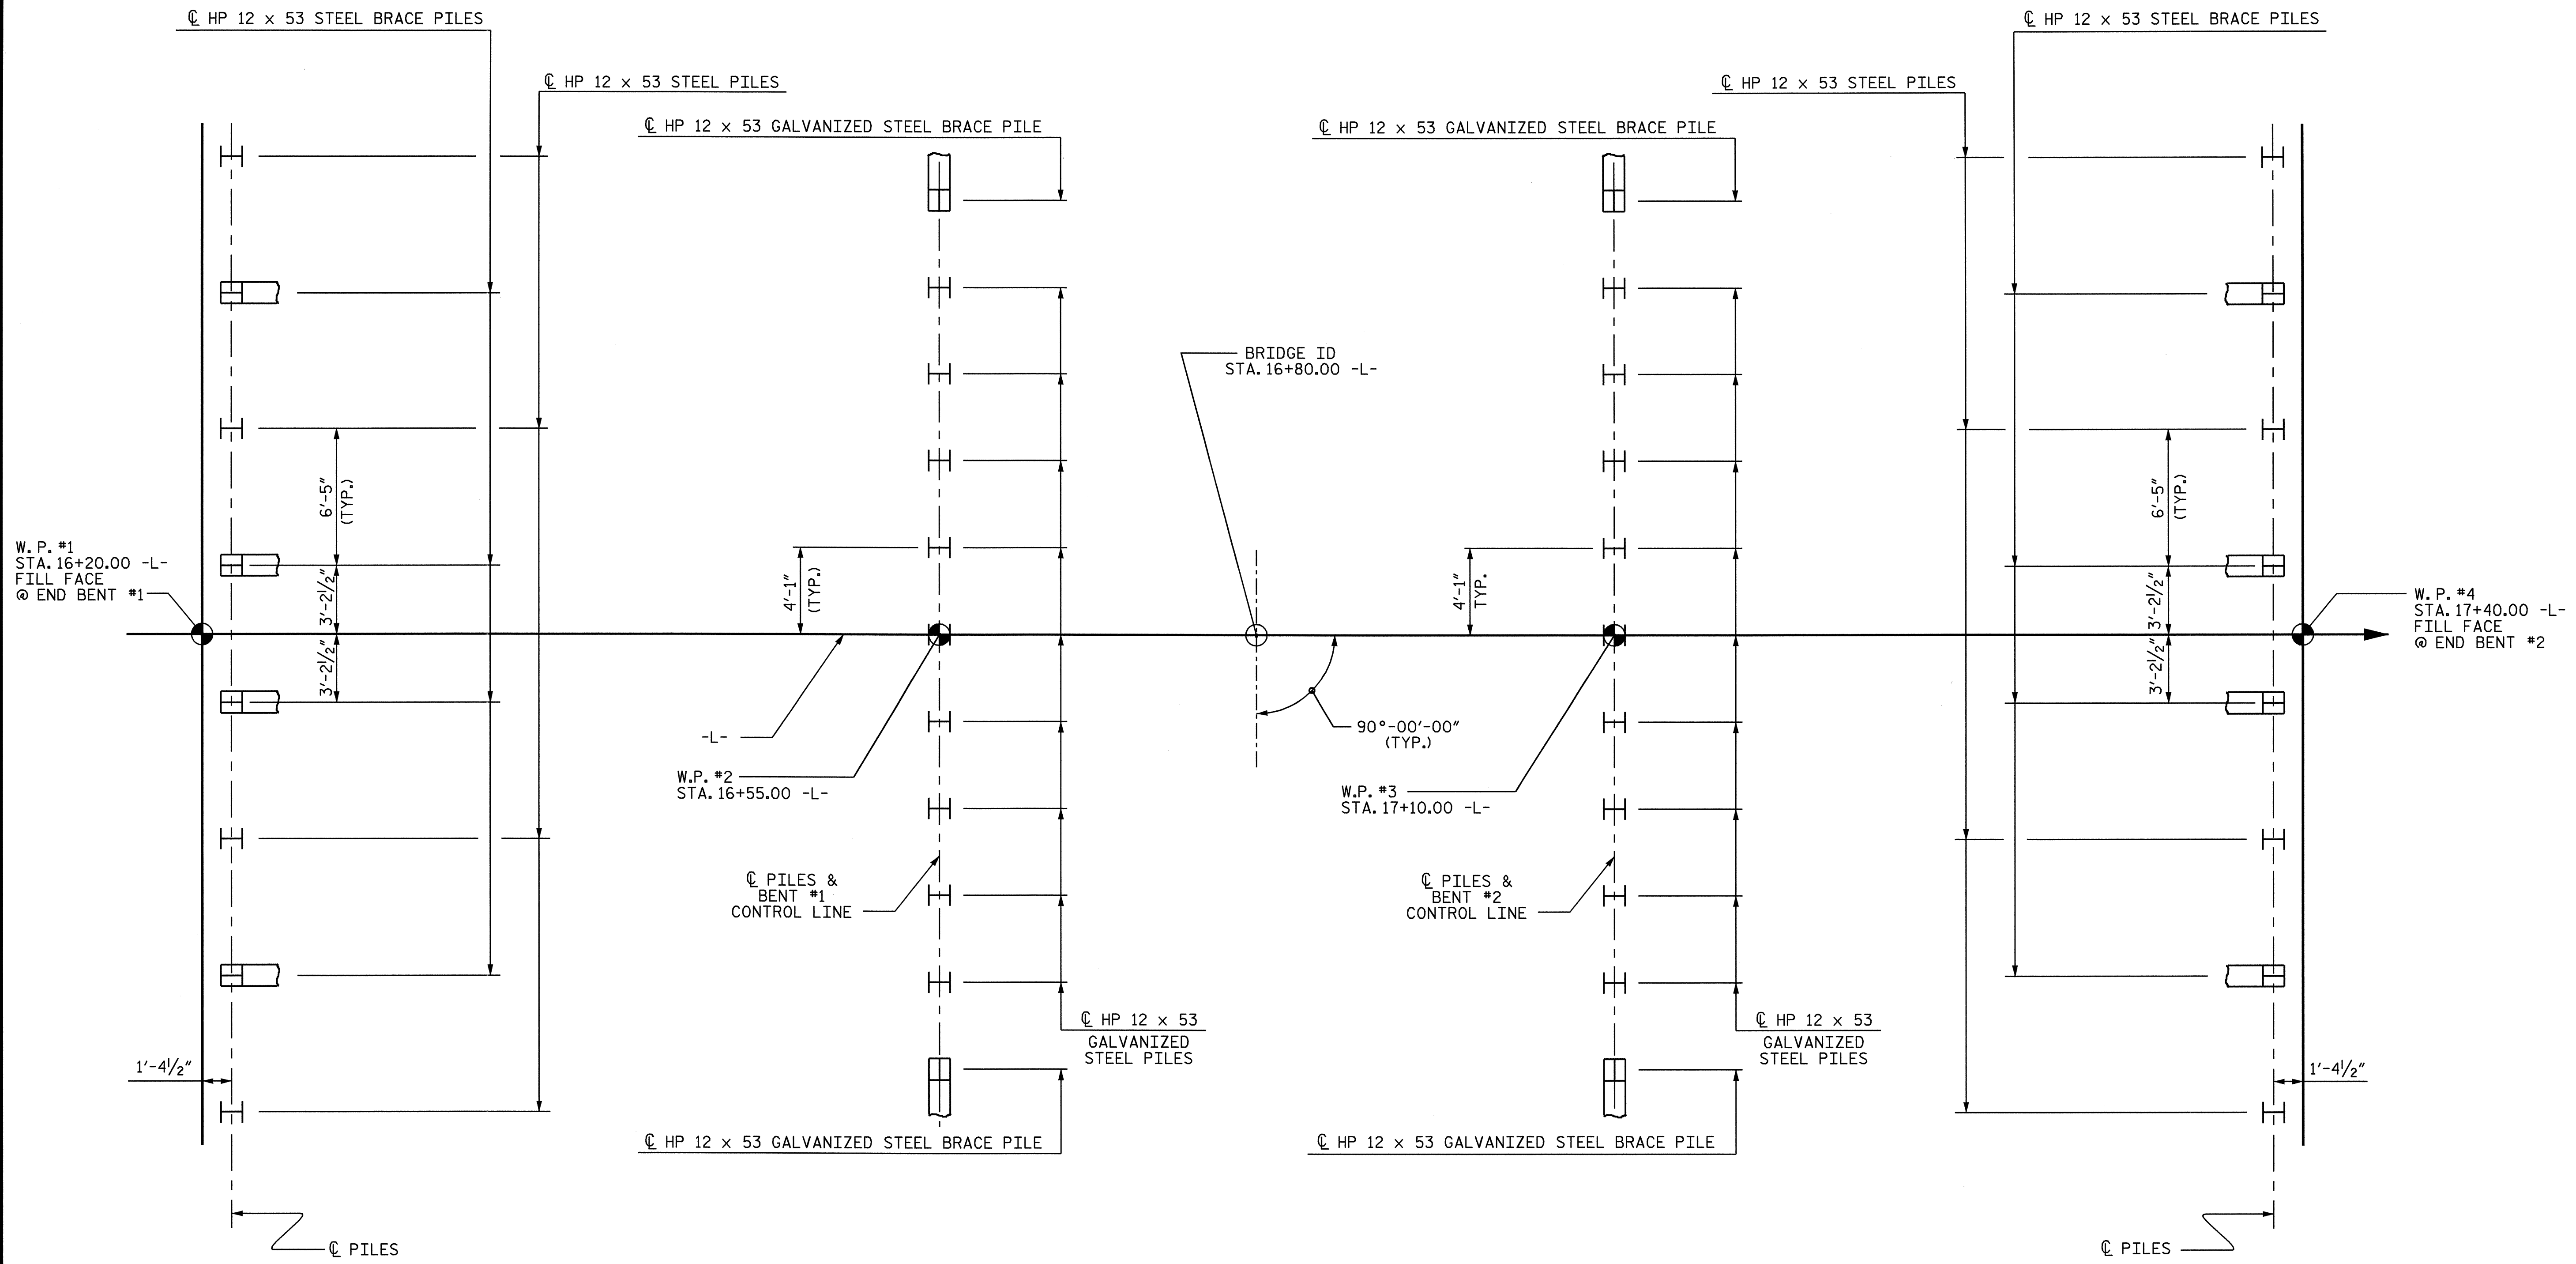 ℄ HP 12 x 53 STEEL BRACE PILES
℄ HP 12 x 53 STEEL BRACE PILES
℄ HP 12 x 53 STEEL PILES
℄ HP 12 x 53 STEEL PILES
℄ HP 12 x 53 GALVANIZED STEEL BRACE PILE
℄ HP 12 x 53 GALVANIZED STEEL BRACE PILE
BRIDGE ID
STA. 16+80.00 -L-
6'-5"
(TYP.)
6'-5"
(TYP.)
W.P. #1
STA. 16+20.00 -L-
FILL FACE
@ END BENT #1
3'-2½"
3'-2½"
4'-1"
(TYP.)
4'-1"
TYP.
3'-2½"
3'-2½"
W.P. #4
STA. 17+40.00 -L-
FILL FACE
@ END BENT #2
-L-
90°-00'-00"
(TYP.)
W.P. #2
STA. 16+55.00 -L-
W.P. #3
STA. 17+10.00 -L-
℄ PILES &
BENT #1
CONTROL LINE
℄ PILES &
BENT #2
CONTROL LINE
℄ HP 12 x 53
GALVANIZED
STEEL PILES
℄ HP 12 x 53
GALVANIZED
STEEL PILES
1'-4½"
1'-4½"
℄ HP 12 x 53 GALVANIZED STEEL BRACE PILE
℄ HP 12 x 53 GALVANIZED STEEL BRACE PILE
℄ PILES
℄ PILES